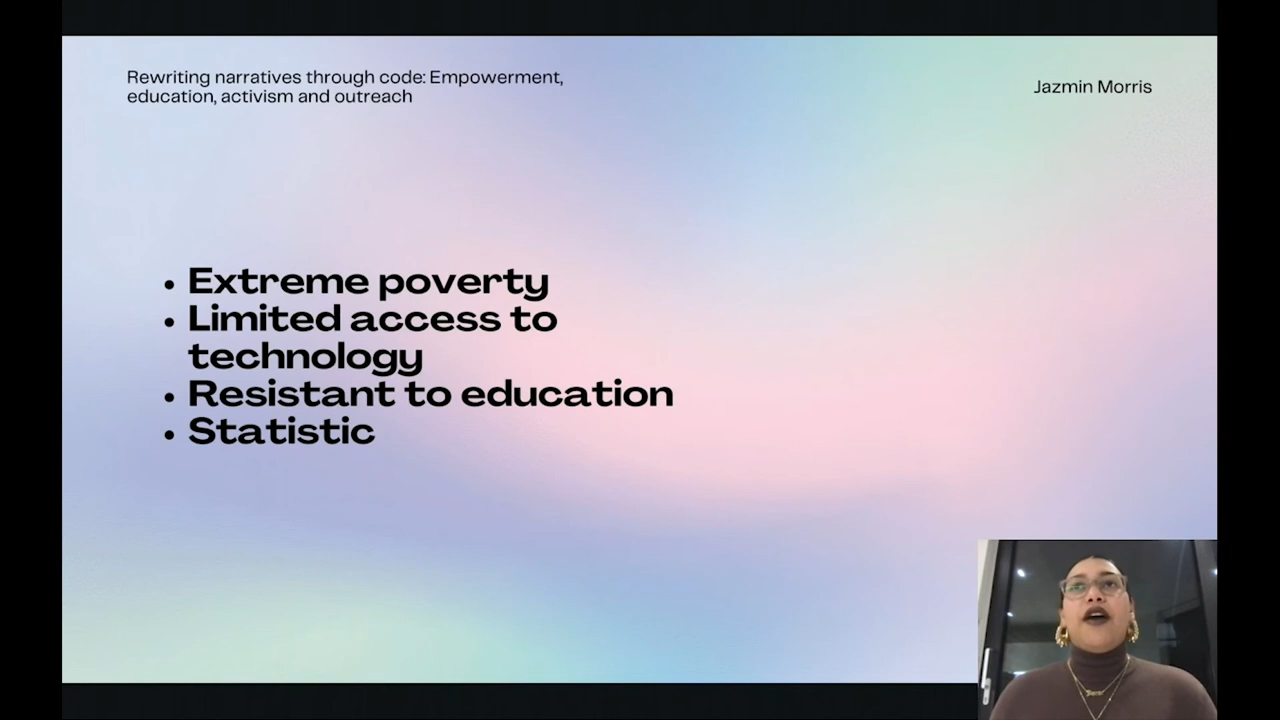 Rewriting narratives through code: Empowerment,
education, activism and outreach
Jazmin Morris
• Extreme poverty
• Limited access to
technology
• Resistant to education
• Statistic